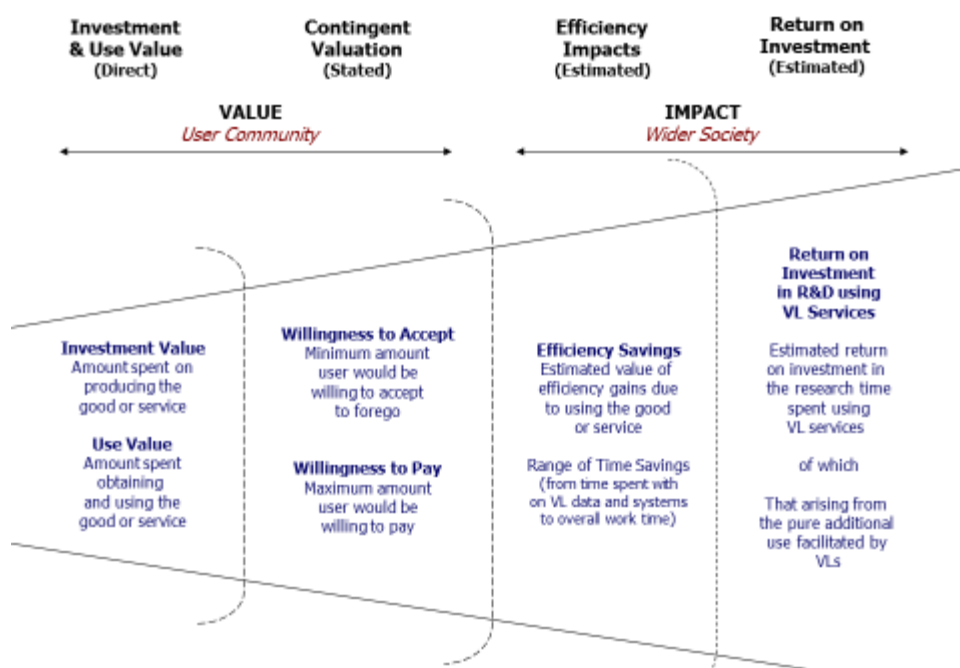 Investment
& Use Value
(Direct)
Contingent
Valuation
(Stated)
Efficiency
Impacts
(Estimated)
Return on
Investment
(Estimated)
VALUE
User Community
IMPACT
Wider Society
Investment Value
Amount spent on
producing the
good or service
Use Value
Amount spent
obtaining
and using the
good or service
Willingness to Accept
Minimum amount
user would be
willing to accept
to forego
Willingness to Pay
Maximum amount
user would be
willing to pay
Efficiency Savings
Estimated value of
efficiency gains due
to using the good
or service
Range of Time Savings
(from time spent with
on VL data and systems
to overall work time)
Return on
Investment
in R&D using
VL Services
Estimated return
on investment in
the research time
spent using
VL services
of which
That arising from
the pure additional
use facilitated by
VLs